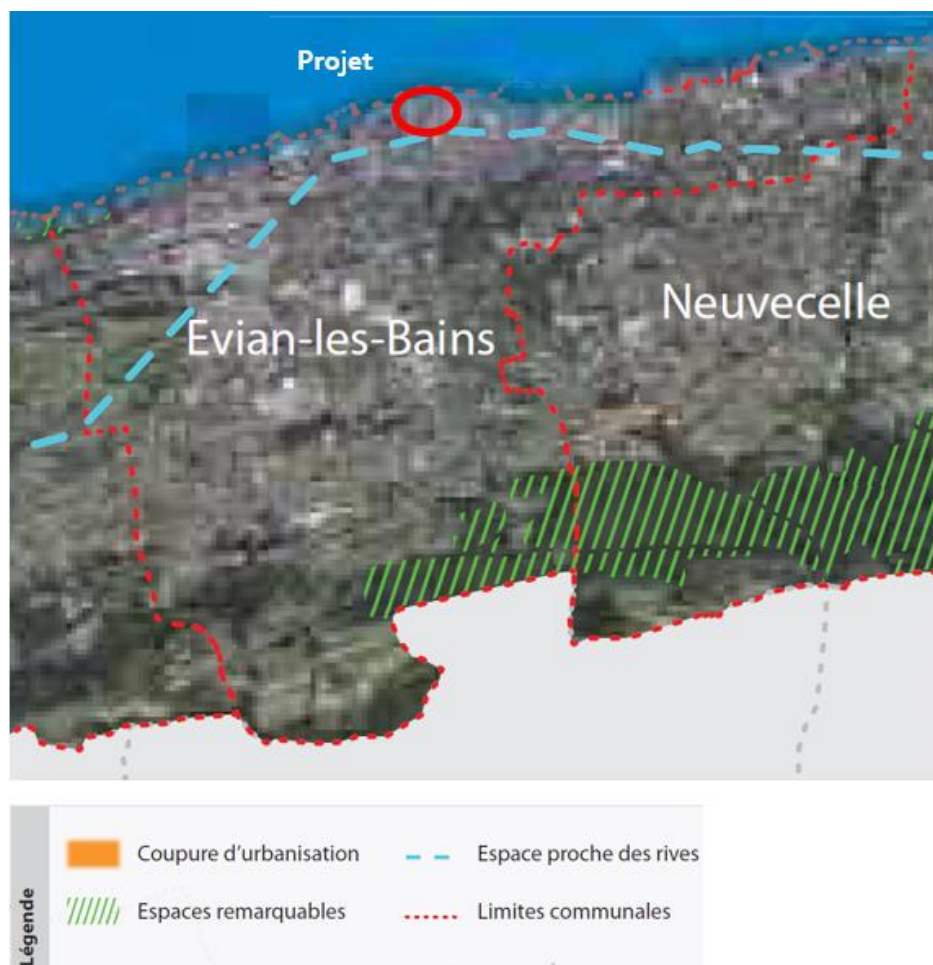 Projet
Neuvecelle
Evian-les-Bains
Légende
Coupure d'urbanisation
Espace proche des rives
Espaces remarquables
Limites communales